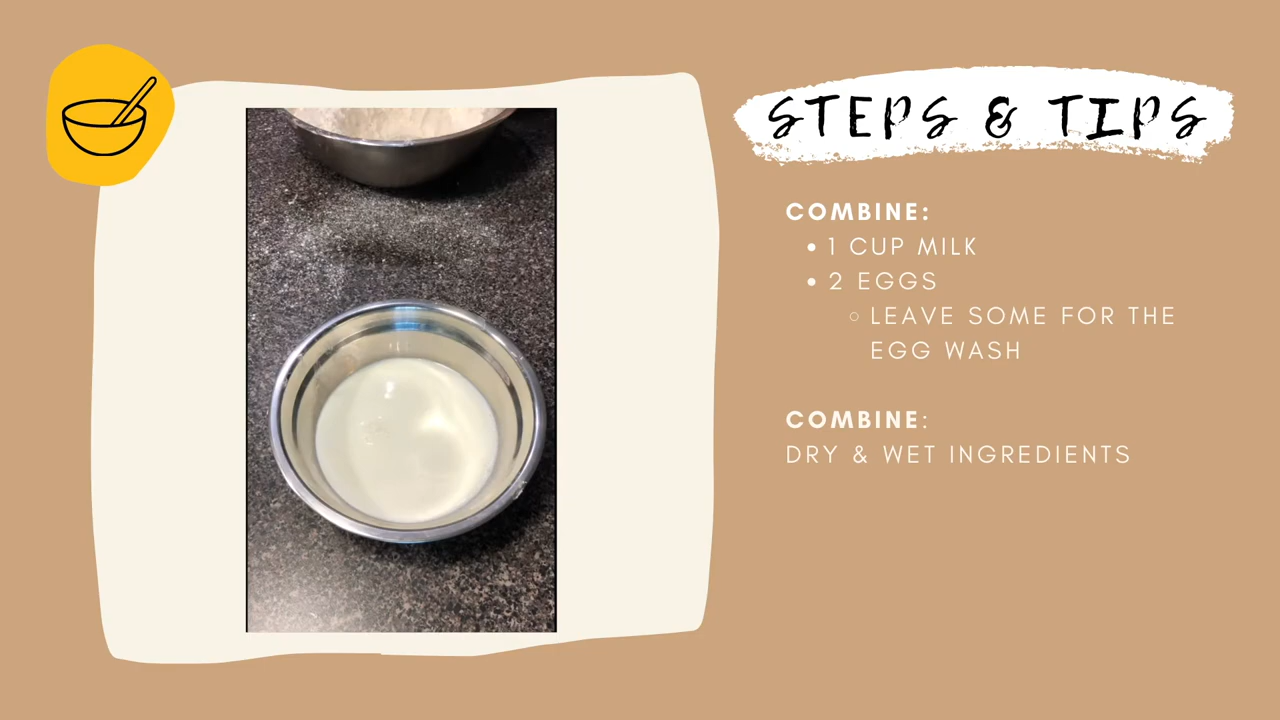 STEPS & TIPS
COMBINE:
• 1 CUP MILK
• 2 EGGS
○ LEAVE SOME FOR THE
EGG WASH
COMBINE:
DRY & WET INGREDIENTS